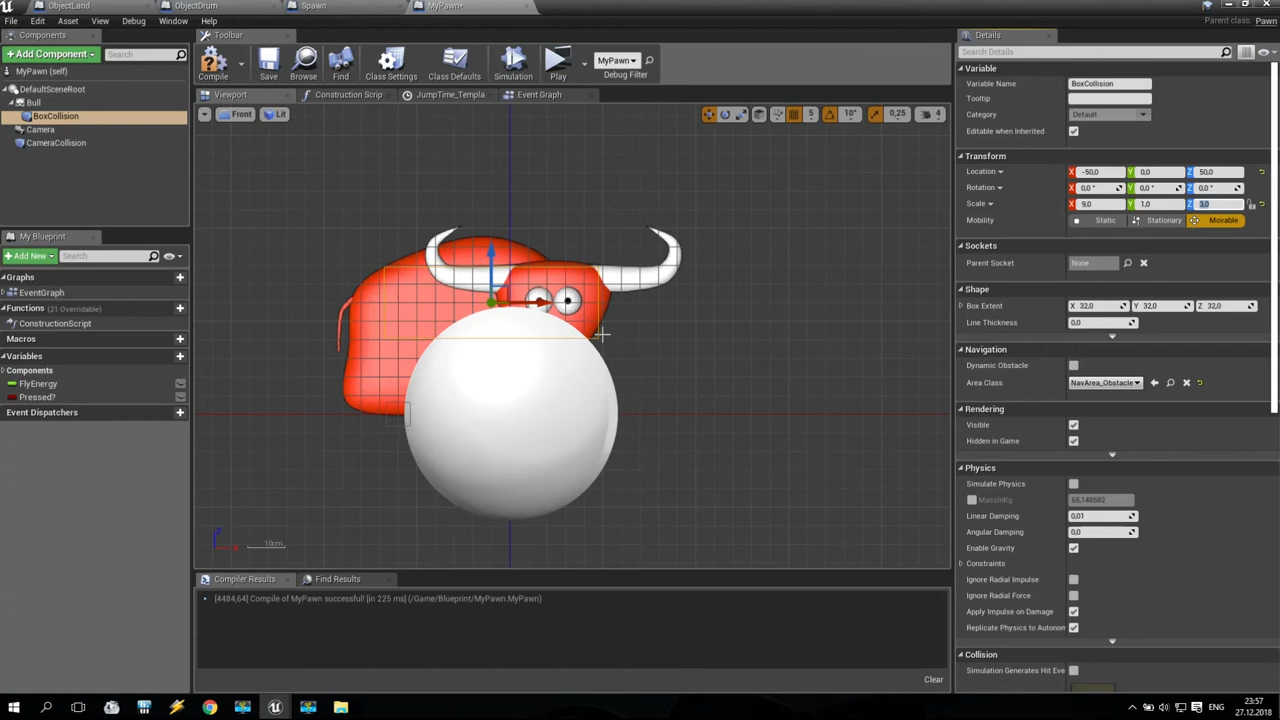 ObjectLand
ObjectDrum
Spawn
MyPawn*
File Edit Asset View Debug Window Help
Parent class: Pawn
Components
+Add Component
Search
MyPawn (self)
DefaultSceneRoot
Bull
BoxCollision
Camera
CameraCollision
My Blueprint
+Add New
Search
Graphs
EventGraph
Functions (21 Overridable)
ConstructionScript
Macros
Variables
Components
FlyEnergy
Pressed?
Event Dispatchers
Toolbar
Compile
Save
Browse
Find
Class Settings
Class Defaults
Simulation
Play
MyPawn
Debug Filter
Viewport
Construction Scrip
JumpTime_Templa
Event Graph
Front
Lit
5
10°
0,25
4
Z
10cm
Compiler Results
Find Results
[4484,64] Compile of MyPawn successful! [in 225 ms] (/Game/Blueprint/MyPawn.MyPawn)
Clear
Details
Search Details
Variable
Variable Name BoxCollision
Tooltip
Category Default
Editable when Inherited
Transform
Location X -50,0 Y 0,0 Z 50,0
Rotation X 0,0 ° Y 0,0 ° Z 0,0 °
Scale X 9,0 Y 1,0 Z 3,0
Mobility Static Stationary Movable
Sockets
Parent Socket None
Shape
Box Extent X 32,0 Y 32,0 Z 32,0
Line Thickness 0,0
Navigation
Dynamic Obstacle
Area Class NavArea_Obstacle
Rendering
Visible
Hidden in Game
Physics
Simulate Physics
MassInKg 65,148582
Linear Damping 0,01
Angular Damping 0,0
Enable Gravity
Constraints
Ignore Radial Impulse
Ignore Radial Force
Apply Impulse on Damage
Replicate Physics to Autonom
Collision
Simulation Generates Hit Eve
ENG
23:57
27.12.2018